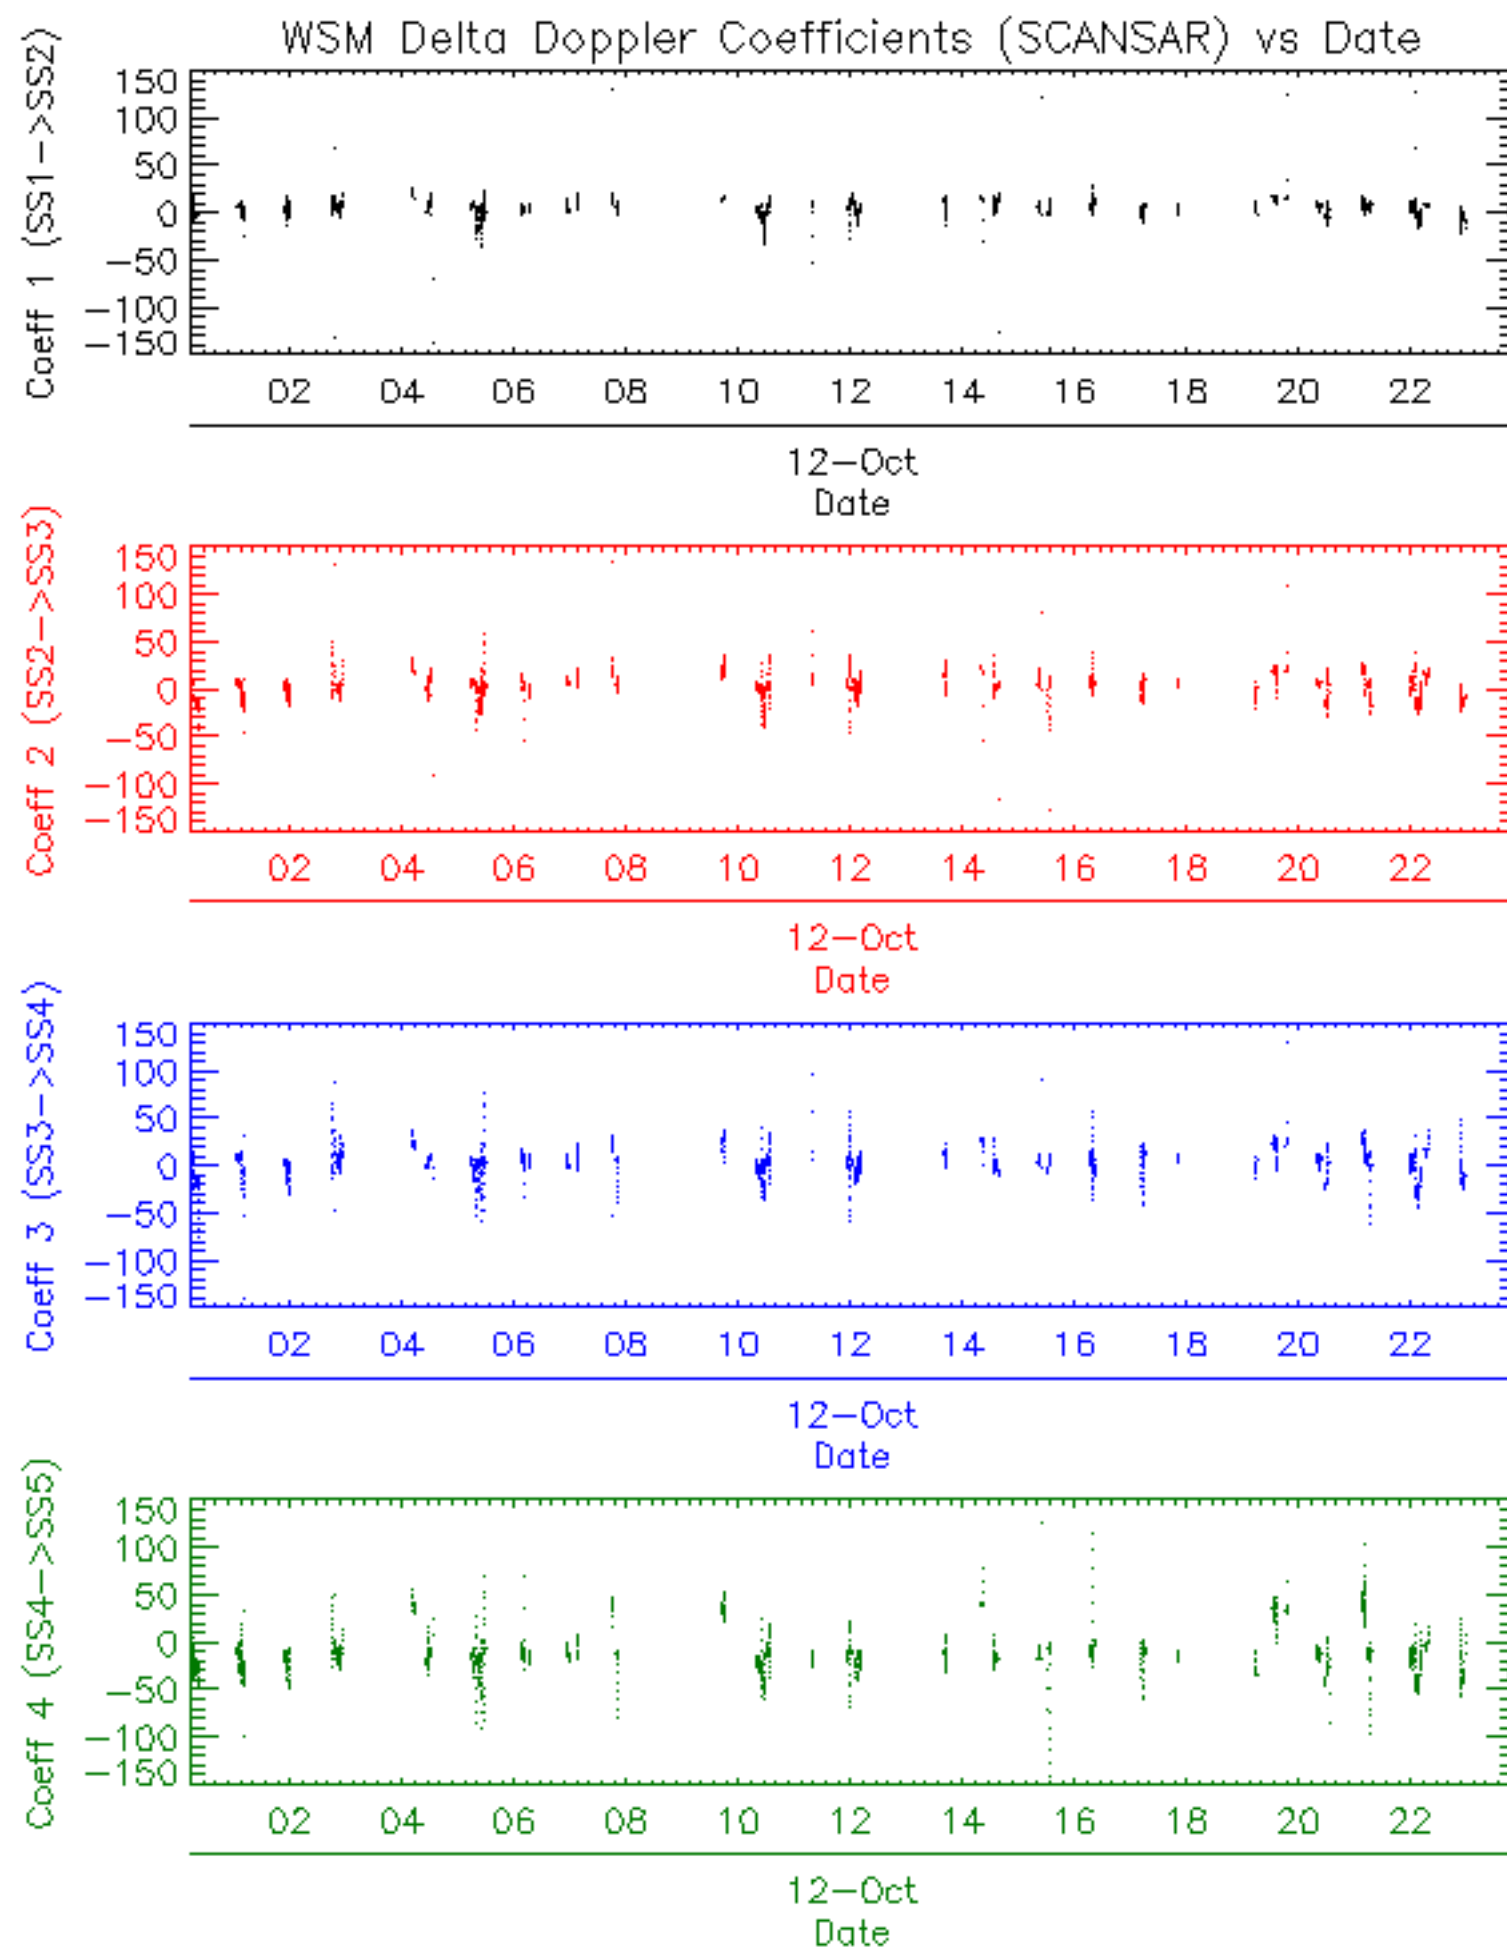 WSM Delta Doppler Coefficients (SCANSAR) vs Date
Coeff 1 (SS1->SS2)
150
100
50
0
-50
-100
-150
02 04 06 08 10 12 14 16 18 20 22
12-Oct
Date
Coeff 2 (SS2->SS3)
150
100
50
0
-50
-100
-150
02 04 06 08 10 12 14 16 18 20 22
12-Oct
Date
Coeff 3 (SS3->SS4)
150
100
50
0
-50
-100
-150
02 04 06 08 10 12 14 16 18 20 22
12-Oct
Date
Coeff 4 (SS4->SS5)
150
100
50
0
-50
-100
-150
02 04 06 08 10 12 14 16 18 20 22
12-Oct
Date